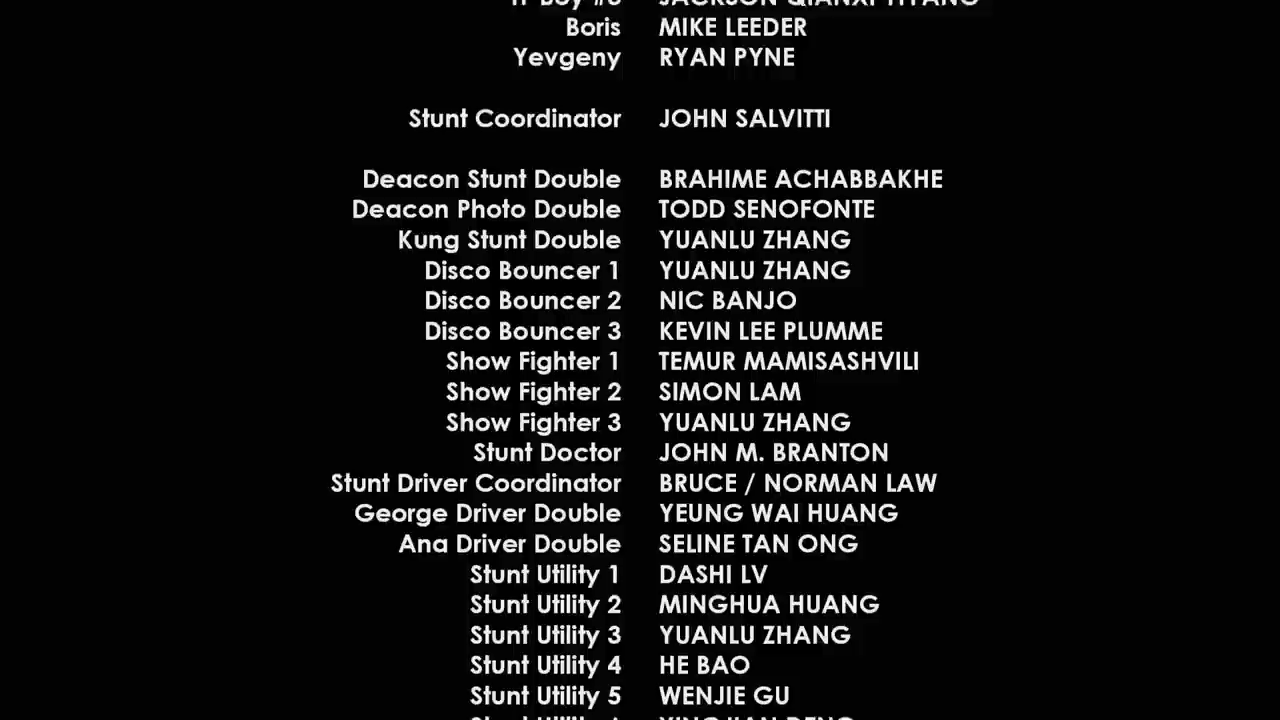 Boris MIKE LEEDER
Yevgeny RYAN PYNE
Stunt Coordinator JOHN SALVITTI
Deacon Stunt Double BRAHIME ACHABBAKHE
Deacon Photo Double TODD SENOFONTE
Kung Stunt Double YUANLU ZHANG
Disco Bouncer 1 YUANLU ZHANG
Disco Bouncer 2 NIC BANJO
Disco Bouncer 3 KEVIN LEE PLUMME
Show Fighter 1 TEMUR MAMISASHVILI
Show Fighter 2 SIMON LAM
Show Fighter 3 YUANLU ZHANG
Stunt Doctor JOHN M. BRANTON
Stunt Driver Coordinator BRUCE / NORMAN LAW
George Driver Double YEUNG WAI HUANG
Ana Driver Double SELINE TAN ONG
Stunt Utility 1 DASHI LV
Stunt Utility 2 MINGHUA HUANG
Stunt Utility 3 YUANLU ZHANG
Stunt Utility 4 HE BAO
Stunt Utility 5 WENJIE GU